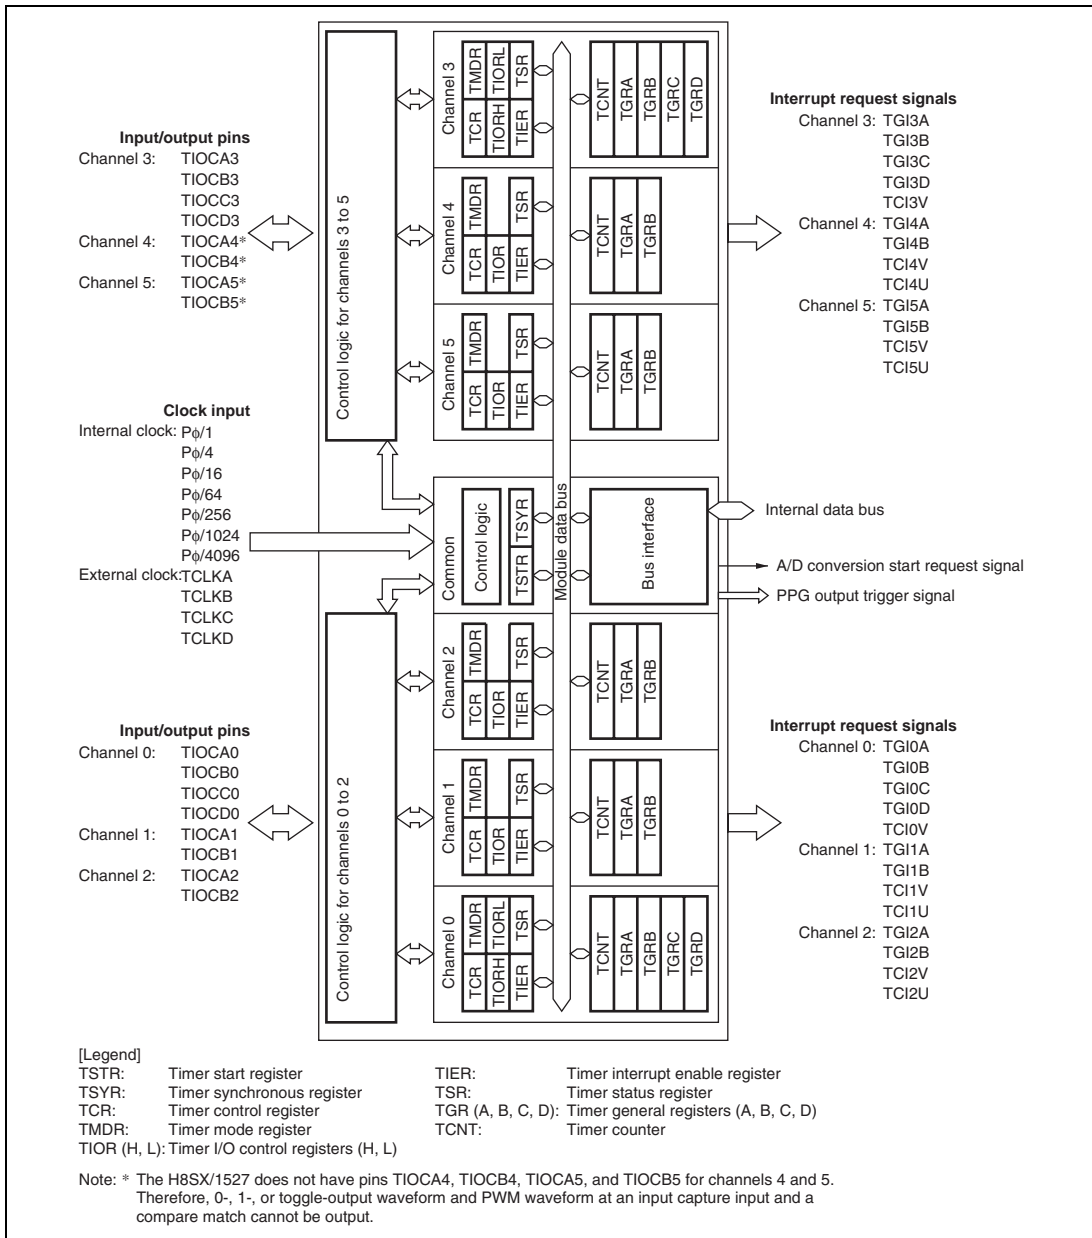 Input/output pins
Channel 3: TIOCA3
TIOCB3
TIOCC3
TIOCD3
Channel 4: TIOCA4*
TIOCB4*
Channel 5: TIOCA5*
TIOCB5*
Clock input
Internal clock: Pϕ/1
Pϕ/4
Pϕ/16
Pϕ/64
Pϕ/256
Pϕ/1024
Pϕ/4096
External clock: TCLKA
TCLKB
TCLKC
TCLKD
Input/output pins
Channel 0: TIOCA0
TIOCB0
TIOCC0
TIOCD0
Channel 1: TIOCA1
TIOCB1
Channel 2: TIOCA2
TIOCB2
Control logic for channels 3 to 5
Control logic for channels 0 to 2
Channel 3
TCR TMDR
TIORH TIORL
TIER TSR
TCNT
TGRA
TGRB
TGRC
TGRD
Channel 4
TCR TMDR
TIOR
TIER TSR
TCNT
TGRA
TGRB
Channel 5
TCR TMDR
TIOR
TIER TSR
TCNT
TGRA
TGRB
Common
Control logic
TSTR TSYR
Module data bus
Bus interface
Channel 2
TCR TMDR
TIOR
TIER TSR
TCNT
TGRA
TGRB
Channel 1
TCR TMDR
TIOR
TIER TSR
TCNT
TGRA
TGRB
Channel 0
TCR TMDR
TIORH TIORL
TIER TSR
TCNT
TGRA
TGRB
TGRC
TGRD
Interrupt request signals
Channel 3: TGI3A
TGI3B
TGI3C
TGI3D
TCI3V
Channel 4: TGI4A
TGI4B
TCI4V
TCI4U
Channel 5: TGI5A
TGI5B
TCI5V
TCI5U
Internal data bus
A/D conversion start request signal
PPG output trigger signal
Interrupt request signals
Channel 0: TGI0A
TGI0B
TGI0C
TGI0D
TCI0V
Channel 1: TGI1A
TGI1B
TCI1V
TCI1U
Channel 2: TGI2A
TGI2B
TCI2V
TCI2U
[Legend]
TSTR: Timer start register
TSYR: Timer synchronous register
TCR: Timer control register
TMDR: Timer mode register
TIOR (H, L): Timer I/O control registers (H, L)
TIER: Timer interrupt enable register
TSR: Timer status register
TGR (A, B, C, D): Timer general registers (A, B, C, D)
TCNT: Timer counter
Note: * The H8SX/1527 does not have pins TIOCA4, TIOCB4, TIOCA5, and TIOCB5 for channels 4 and 5.
Therefore, 0-, 1-, or toggle-output waveform and PWM waveform at an input capture input and a
compare match cannot be output.